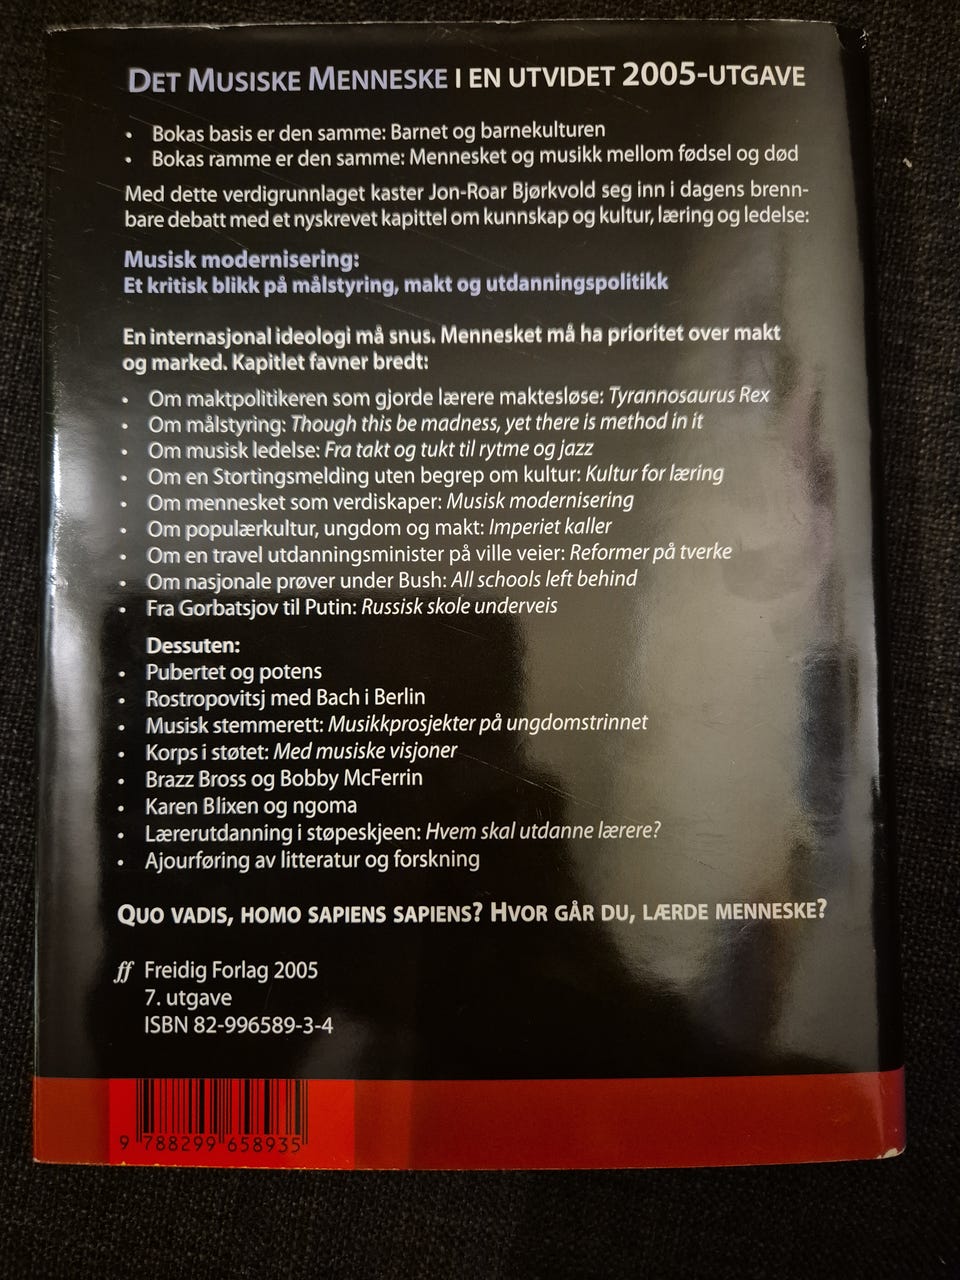 DET MUSISKE MENNESKE I EN UTVIDET 2005-UTGAVE
• Bokas basis er den samme: Barnet og barnekulturen
• Bokas ramme er den samme: Mennesket og musikk mellom fødsel og død
Med dette verdigrunnlaget kaster Jon-Roar Bjørkvold seg inn i dagens brenn-
bare debatt med et nyskrevet kapittel om kunnskap og kultur, læring og ledelse:
Musisk modernisering:
Et kritisk blikk på målstyring, makt og utdanningspolitikk
En internasjonal ideologi må snus. Mennesket må ha prioritet over makt
og marked. Kapitlet favner bredt:
• Om maktpolitikeren som gjorde lærere maktesløse: Tyrannosaurus Rex
• Om målstyring: Though this be madness, yet there is method in it
• Om musisk ledelse: Fra takt og tukt til rytme og jazz
• Om en Stortingsmelding uten begrep om kultur: Kultur for læring
• Om mennesket som verdiskaper: Musisk modernisering
• Om populærkultur, ungdom og makt: Imperiet kaller
• Om en travel utdanningsminister på ville veier: Reformer på tverke
• Om nasjonale prøver under Bush: All schools left behind
• Fra Gorbatsjov til Putin: Russisk skole underveis
Dessuten:
• Pubertet og potens
• Rostropovitsj med Bach i Berlin
• Musisk stemmerett: Musikkprosjekter på ungdomstrinnet
• Korps i støtet: Med musiske visjoner
• Brazz Bross og Bobby McFerrin
• Karen Blixen og ngoma
• Lærerutdanning i støpeskjeen: Hvem skal utdanne lærere?
• Ajourføring av litteratur og forskning
QUO VADIS, HOMO SAPIENS SAPIENS? HVOR GÅR DU, LÆRDE MENNESKE?
ff Freidig Forlag 2005
7. utgave
ISBN 82-996589-3-4
9 788299 658935